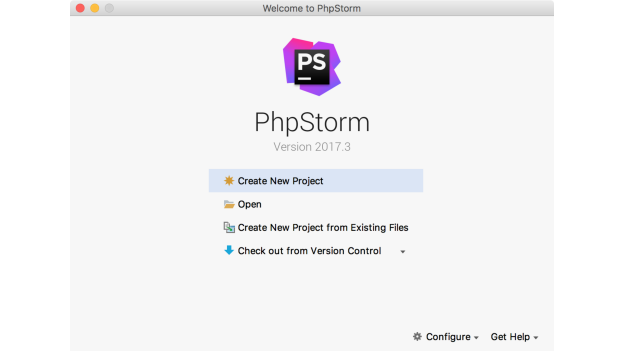 Welcome to PhpStorm
PS
PhpStorm
Version 2017.3
Create New Project
Open
Create New Project from Existing Files
Check out from Version Control
Configure
Get Help